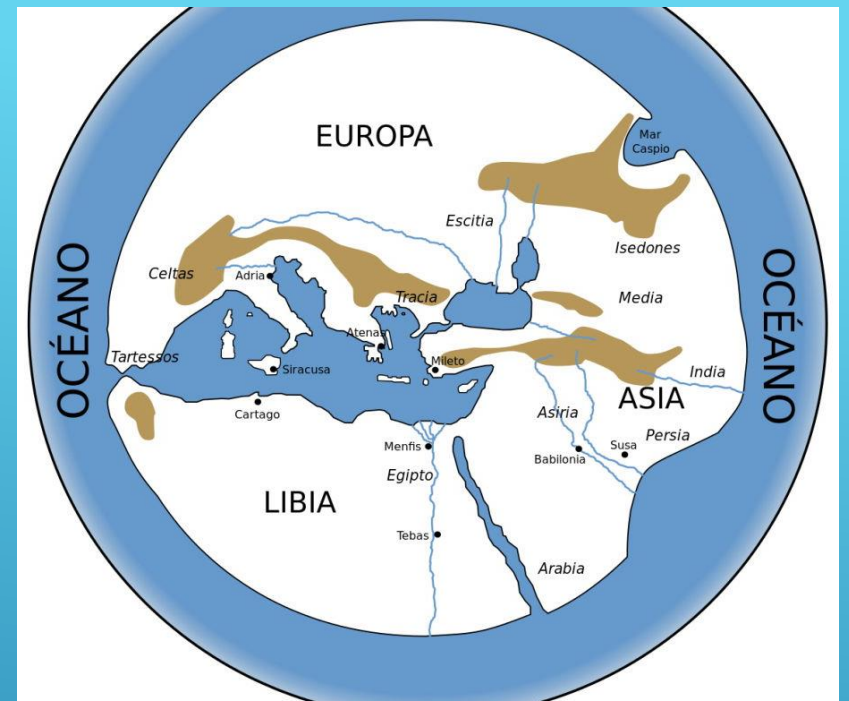 EUROPA
Mar
Caspio
Escitia
Isedones
Celtas
Adria
Media
Tracia
OCÉANO
OCÉANO
Atenas
Tartessos
Siracusa
Mileto
India
Cartago
ASIA
Asiria
Persia
Menfis
Susa
Babilonia
Egipto
LIBIA
Tebas
Arabia